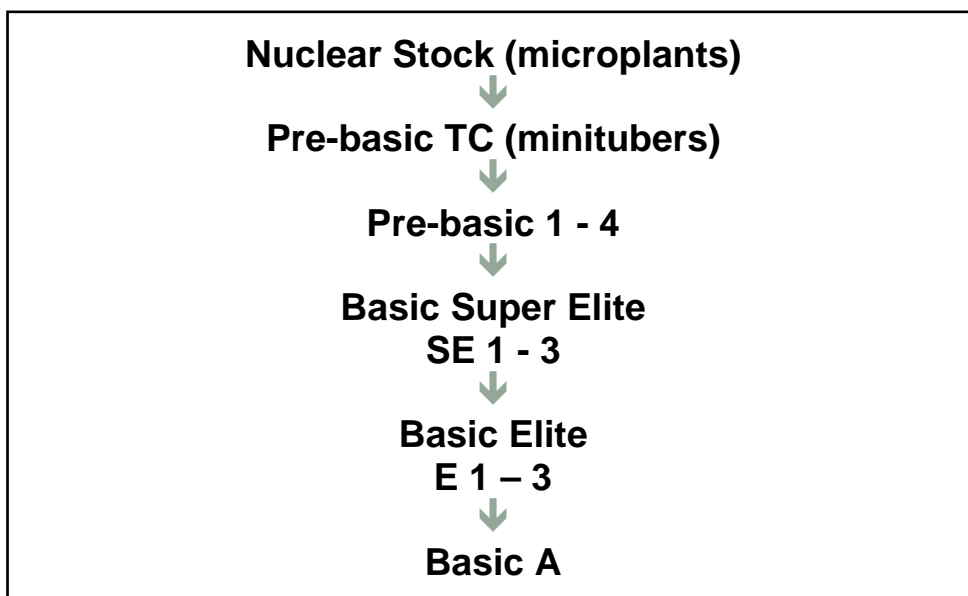 Nuclear Stock (microplants)
Pre-basic TC (minitubers)
Pre-basic 1 - 4
Basic Super Elite
SE 1 - 3
Basic Elite
E 1 – 3
Basic A